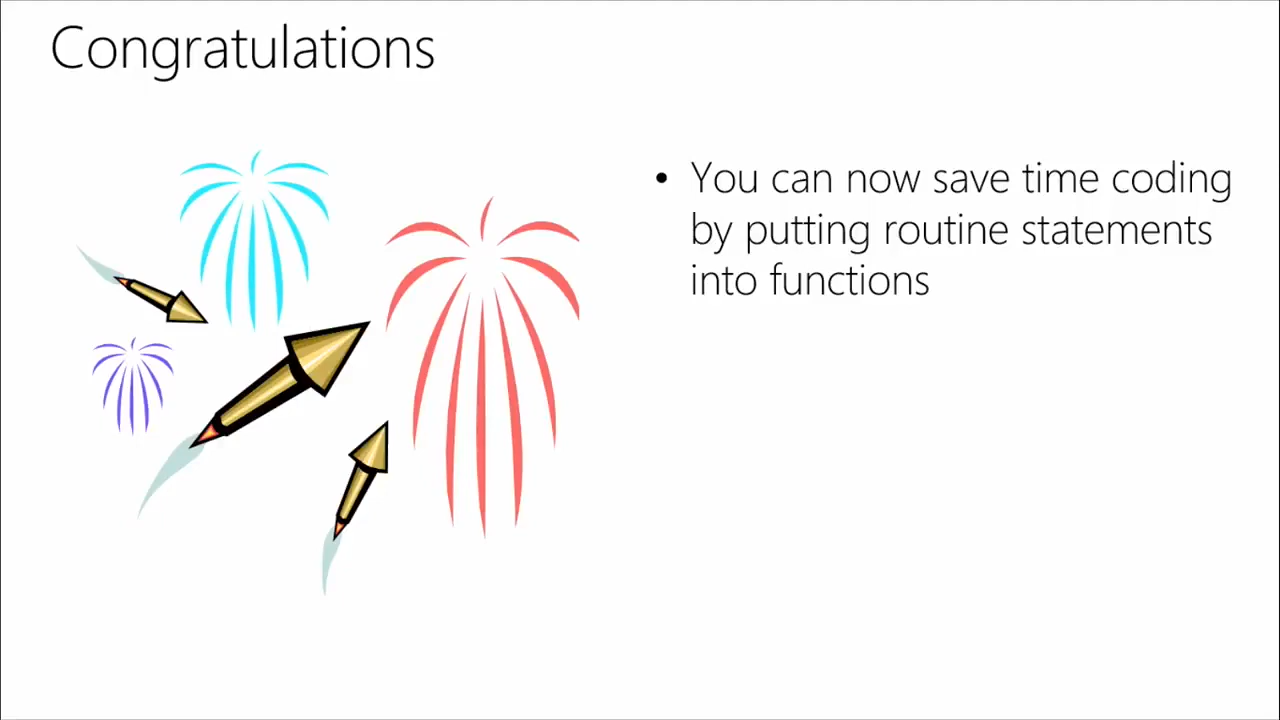 Congratulations
• You can now save time coding
by putting routine statements
into functions